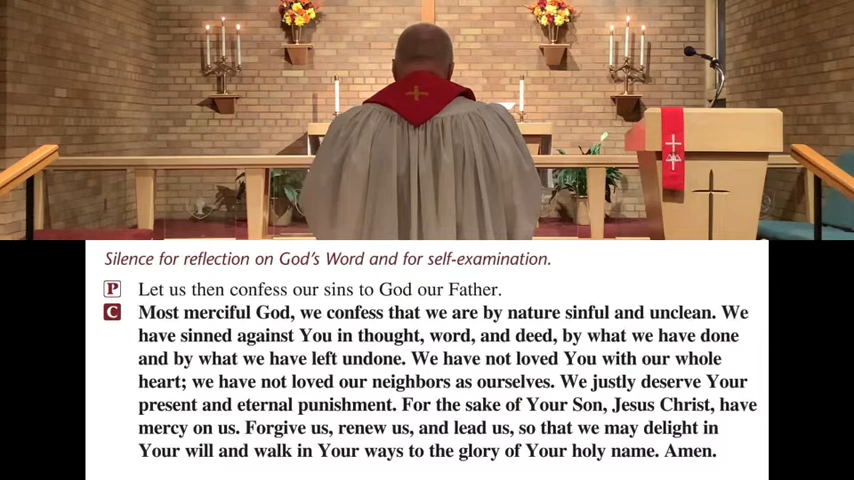 Silence for reflection on God's Word and for self-examination.
P Let us then confess our sins to God our Father.
C Most merciful God, we confess that we are by nature sinful and unclean. We
have sinned against You in thought, word, and deed, by what we have done
and by what we have left undone. We have not loved You with our whole
heart; we have not loved our neighbors as ourselves. We justly deserve Your
present and eternal punishment. For the sake of Your Son, Jesus Christ, have
mercy on us. Forgive us, renew us, and lead us, so that we may delight in
Your will and walk in Your ways to the glory of Your holy name. Amen.